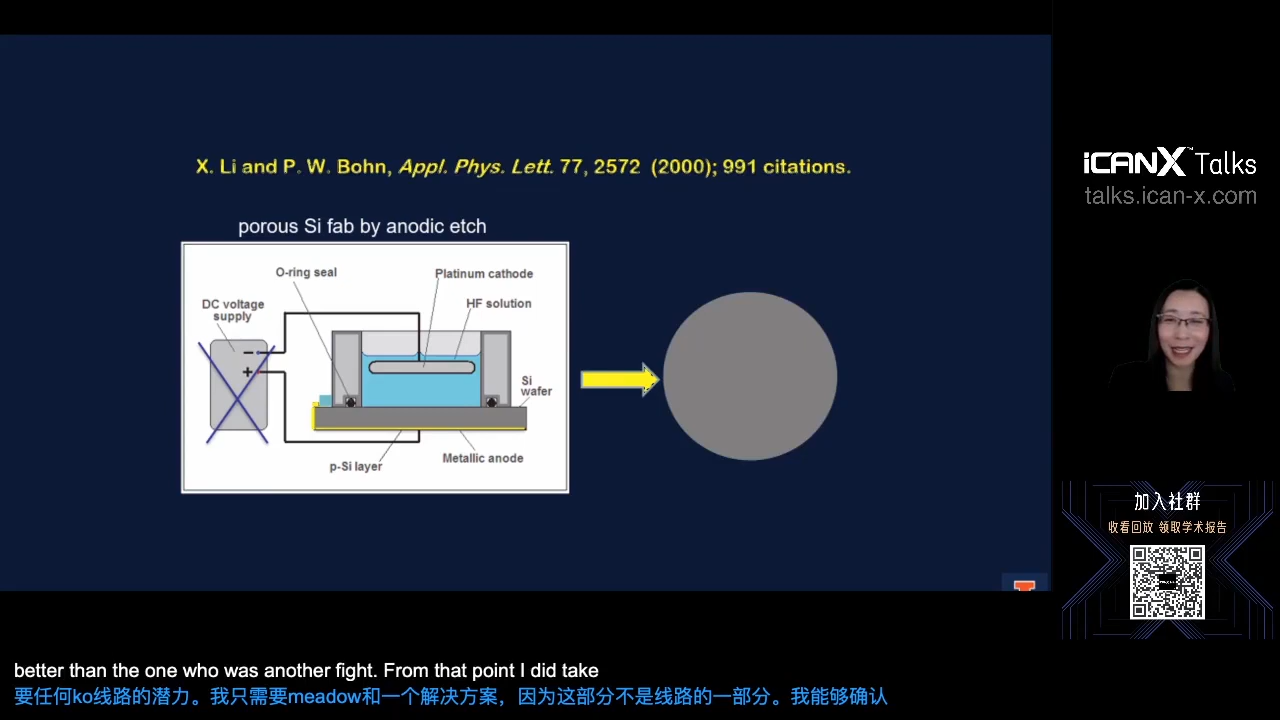 X. Li and P. W. Bohn, Appl. Phys. Lett. 77, 2572 (2000); 991 citations.
porous Si fab by anodic etch
O-ring seal
Platinum cathode
DC voltage
supply
HF solution
−
+
Si
wafer
p-Si layer
Metallic anode
iCANX™ Talks
talks.ican-x.com
加入社群
收看回放 领取学术报告
better than the one who was another fight. From that point I did take
要任何ko线路的潜力。我只需要meadow和一个解决方案，因为这部分不是线路的一部分。我能够确认